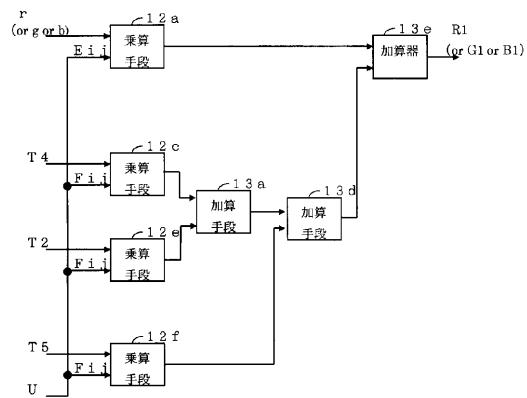 r
(or g or b)
12a
乗算
手段
Eij
13e
加算器
R1
(or G1 or B1)
T4
12c
乗算
手段
Fij
13a
加算
手段
13d
加算
手段
T2
12e
乗算
手段
Fij
T5
12f
乗算
手段
Fij
U